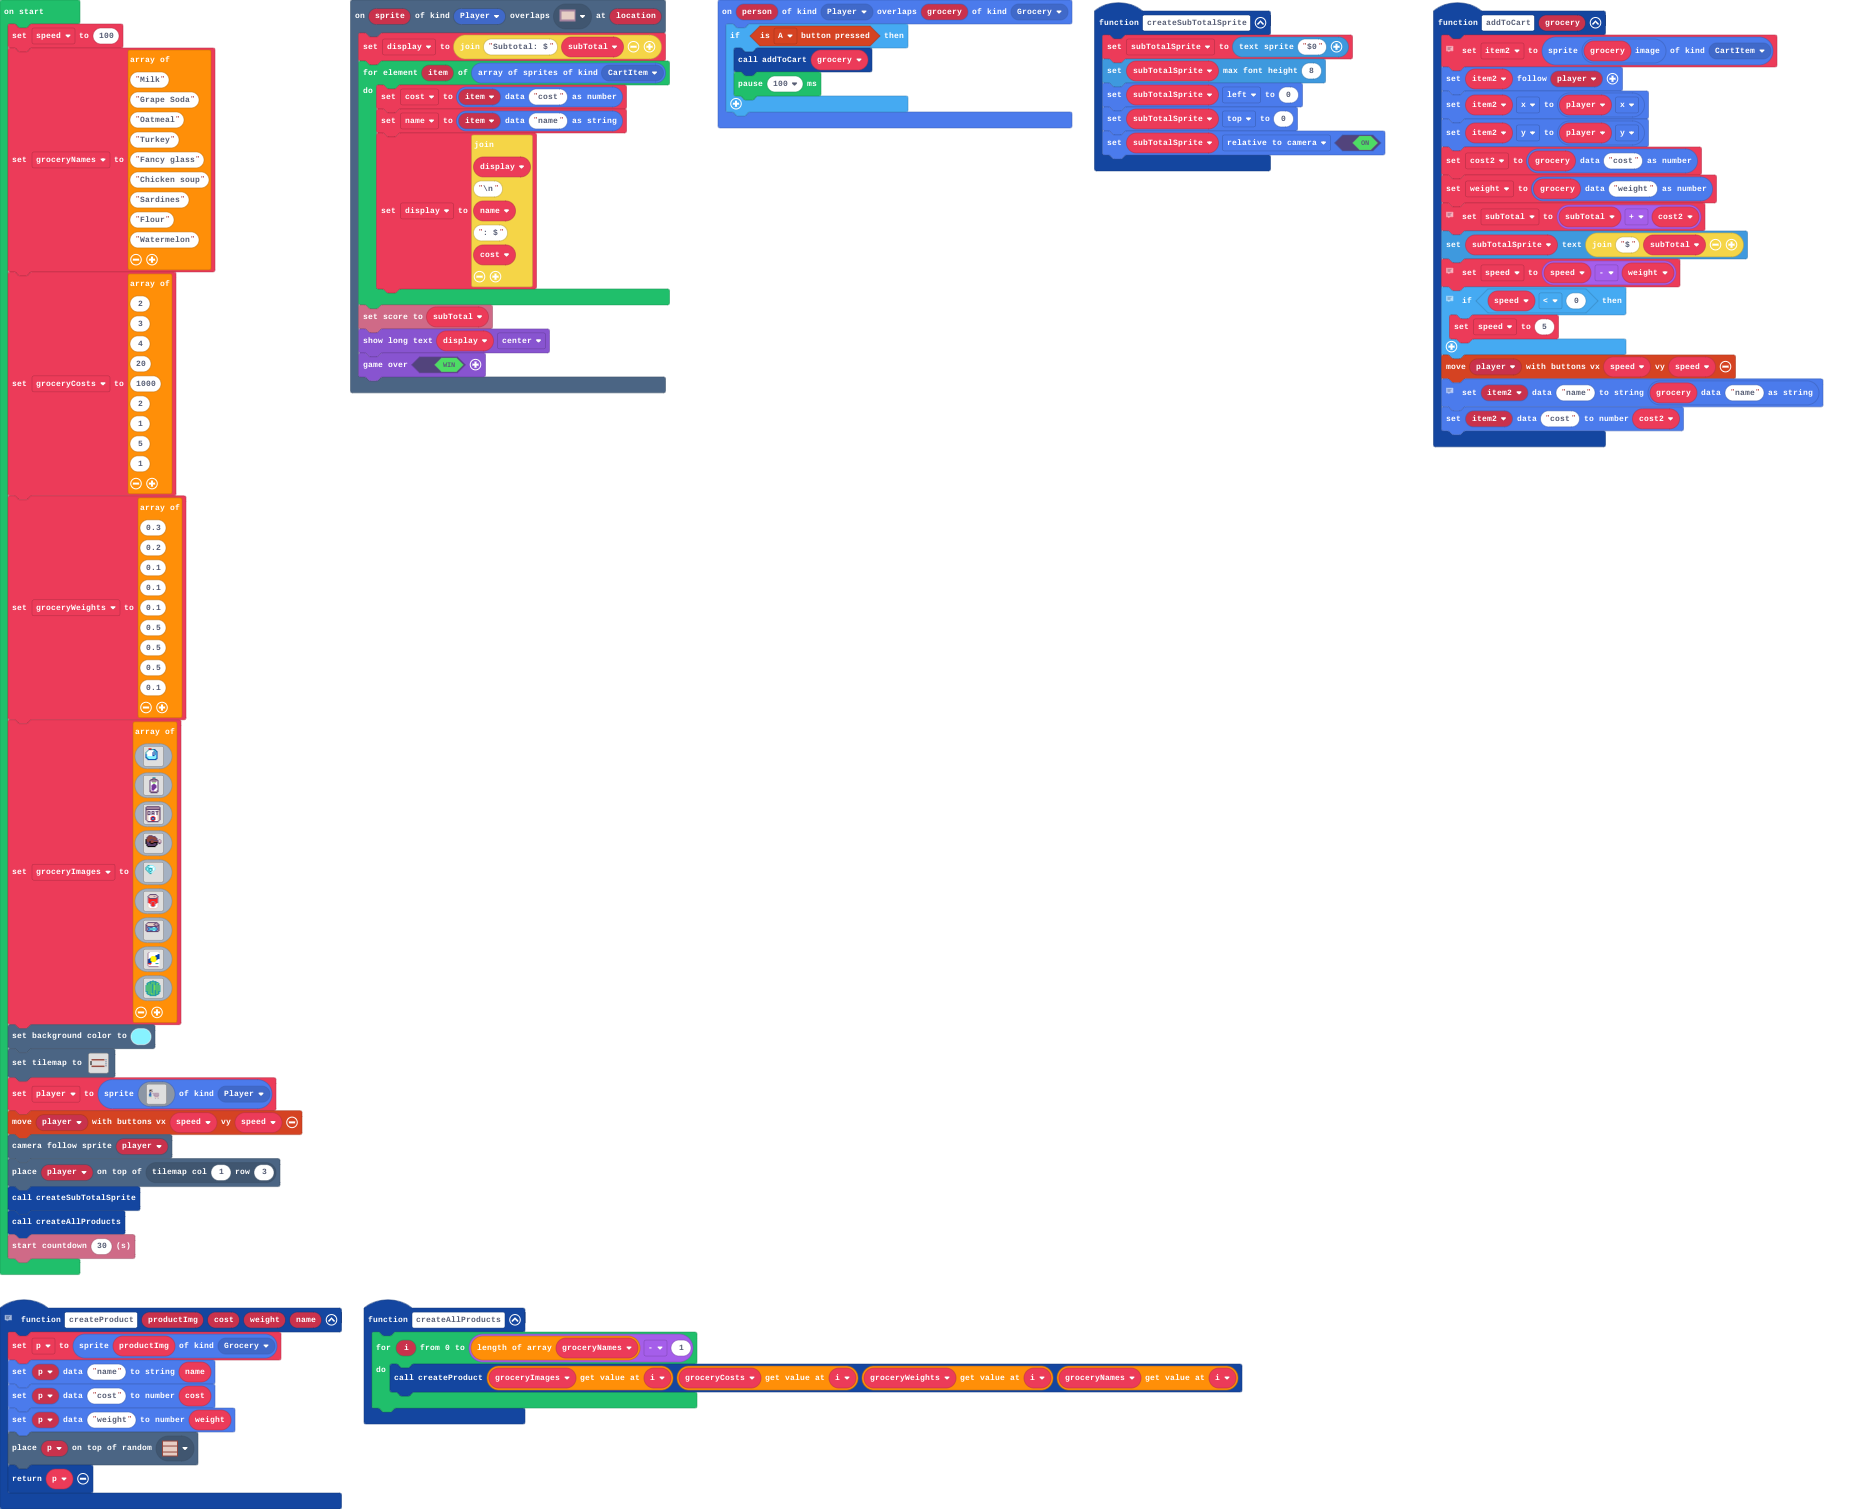 on start
set speed to 100
set groceryNames to array of
"Milk"
"Grape Soda"
"Oatmeal"
"Turkey"
"Fancy glass"
"Chicken soup"
"Sardines"
"Flour"
"Watermelon"
set groceryCosts to array of
2
3
4
20
1000
2
1
5
1
set groceryWeights to array of
0.3
0.2
0.1
0.1
0.1
0.5
0.5
0.5
0.1
set groceryImages to array of
set background color to
set tilemap to
set player to sprite of kind Player
move player with buttons vx speed vy speed
camera follow sprite player
place player on top of tilemap col 1 row 3
call createSubTotalSprite
call createAllProducts
start countdown 30 (s)
on sprite of kind Player overlaps at location
set display to join "Subtotal: $" subTotal
for element item of array of sprites of kind CartItem
do
set cost to item data "cost" as number
set name to item data "name" as string
set display to join
display
"\n"
name
": $"
cost
set score to subTotal
show long text display center
game over WIN
on person of kind Player overlaps grocery of kind Grocery
if is A button pressed then
call addToCart grocery
pause 100 ms
function createSubTotalSprite
set subTotalSprite to text sprite "$0"
set subTotalSprite max font height 8
set subTotalSprite left to 0
set subTotalSprite top to 0
set subTotalSprite relative to camera ON
function addToCart grocery
set item2 to sprite grocery image of kind CartItem
set item2 follow player
set item2 x to player x
set item2 y to player y
set cost2 to grocery data "cost" as number
set weight to grocery data "weight" as number
set subTotal to subTotal + cost2
set subTotalSprite text join "$" subTotal
set speed to speed - weight
if speed < 0 then
set speed to 5
move player with buttons vx speed vy speed
set item2 data "name" to string grocery data "name" as string
set item2 data "cost" to number cost2
function createProduct productImg cost weight name
set p to sprite productImg of kind Grocery
set p data "name" to string name
set p data "cost" to number cost
set p data "weight" to number weight
place p on top of random
return p
function createAllProducts
for i from 0 to length of array groceryNames - 1
do
call createProduct groceryImages get value at i groceryCosts get value at i groceryWeights get value at i groceryNames get value at i